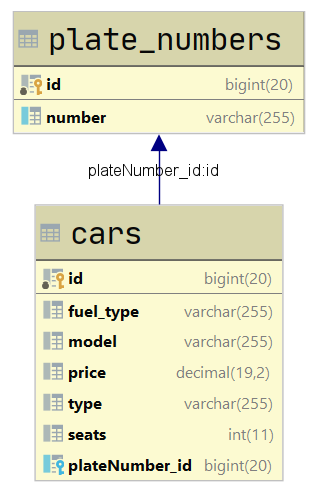 plate_numbers
id bigint(20)
number varchar(255)
plateNumber_id:id
cars
id bigint(20)
fuel_type varchar(255)
model varchar(255)
price decimal(19,2)
type varchar(255)
seats int(11)
plateNumber_id bigint(20)